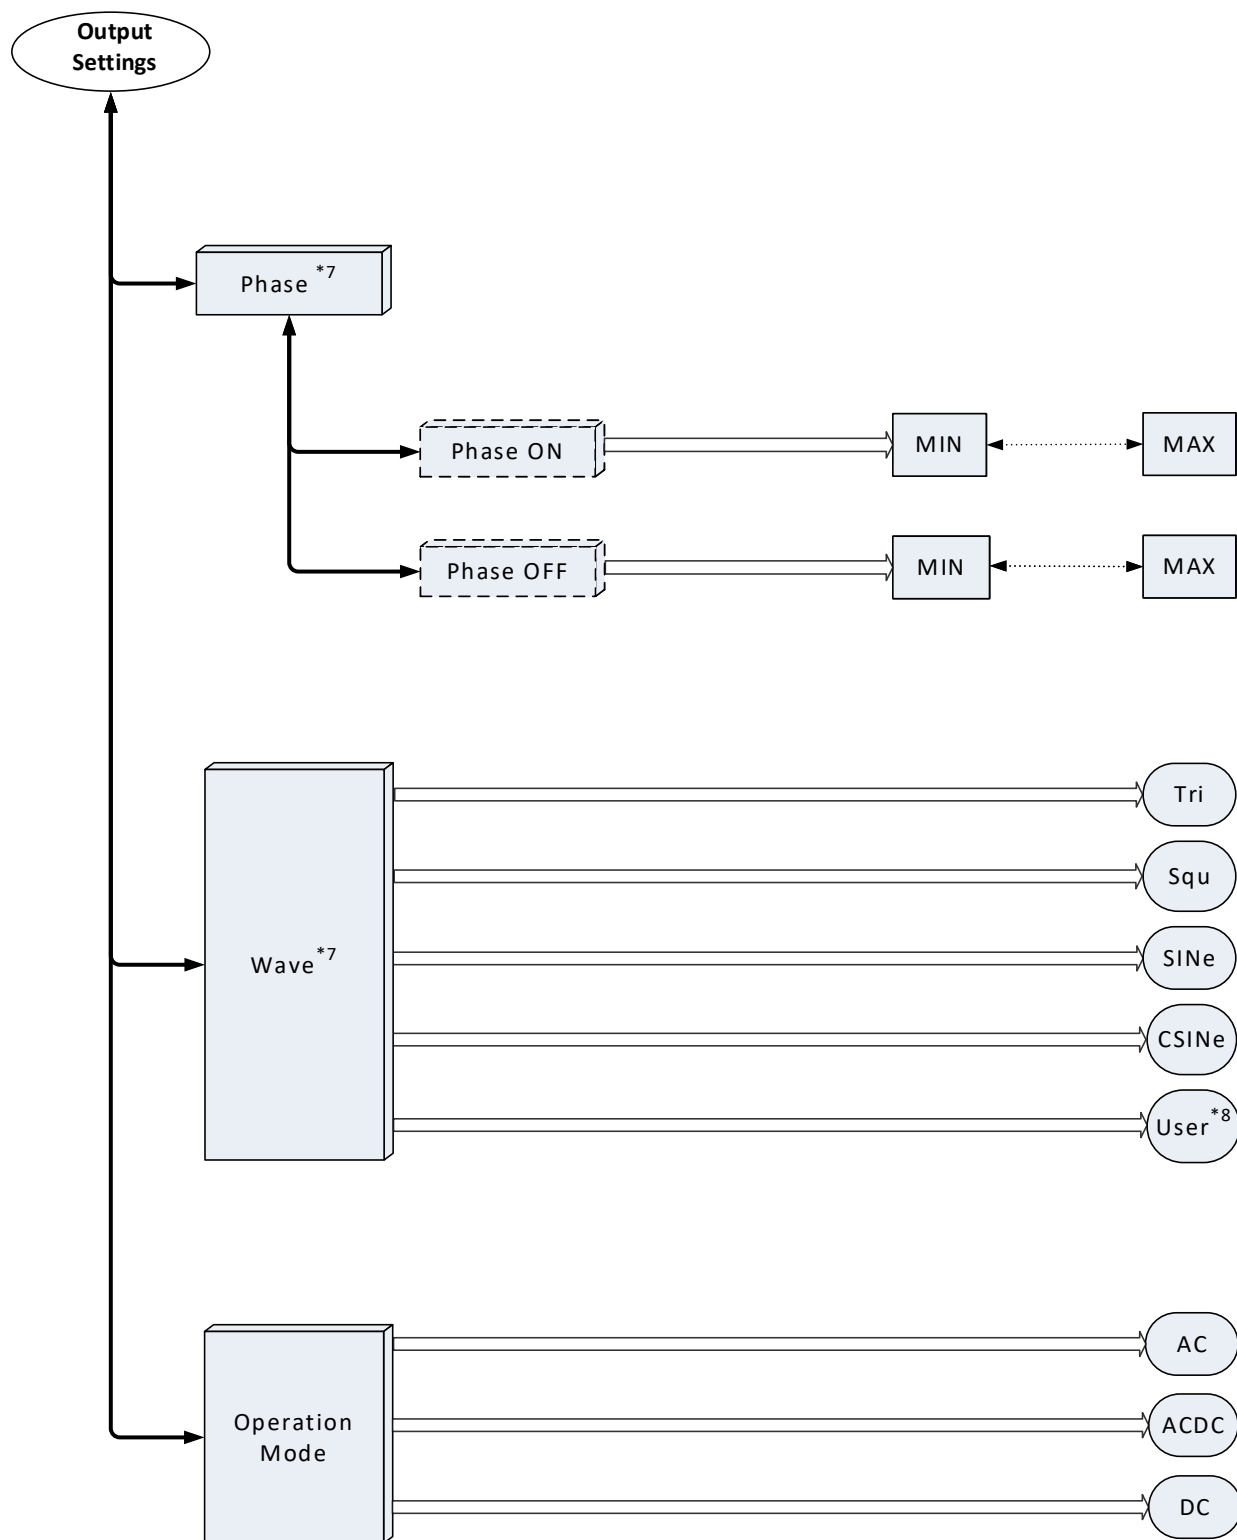 Output
Settings
Phase *7
Phase ON
MIN
MAX
Phase OFF
MIN
MAX
Wave*7
Tri
Squ
SINe
CSINe
User*8
Operation
Mode
AC
ACDC
DC